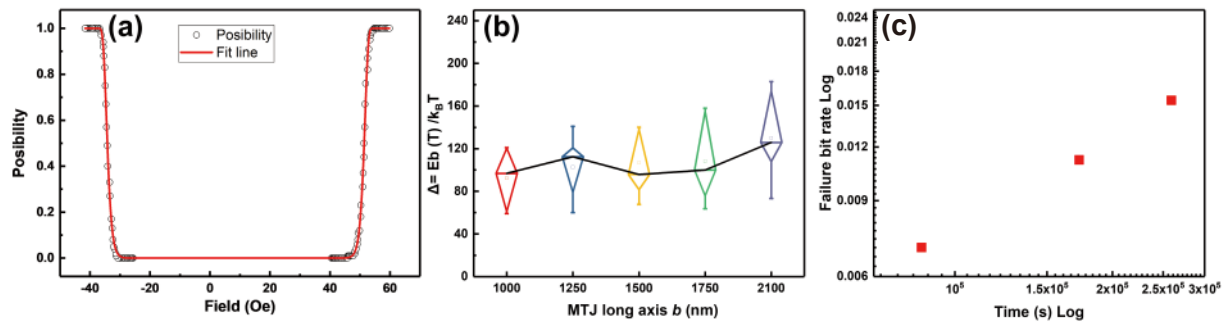 (a)
Posibility
Fit line
1.0
0.8
0.6
0.4
0.2
0.0
Posibility
-40 -20 0 20 40 60
Field (Oe)
(b)
240
200
160
120
80
40
0
Δ= Eb (T) /kBT
1000 1250 1500 1750 2100
MTJ long axis b (nm)
(c)
0.024
0.021
0.018
0.015
0.012
0.009
0.006
Failure bit rate Log
10⁵ 1.5x10⁵ 2x10⁵ 2.5x10⁵ 3x10⁵
Time (s) Log